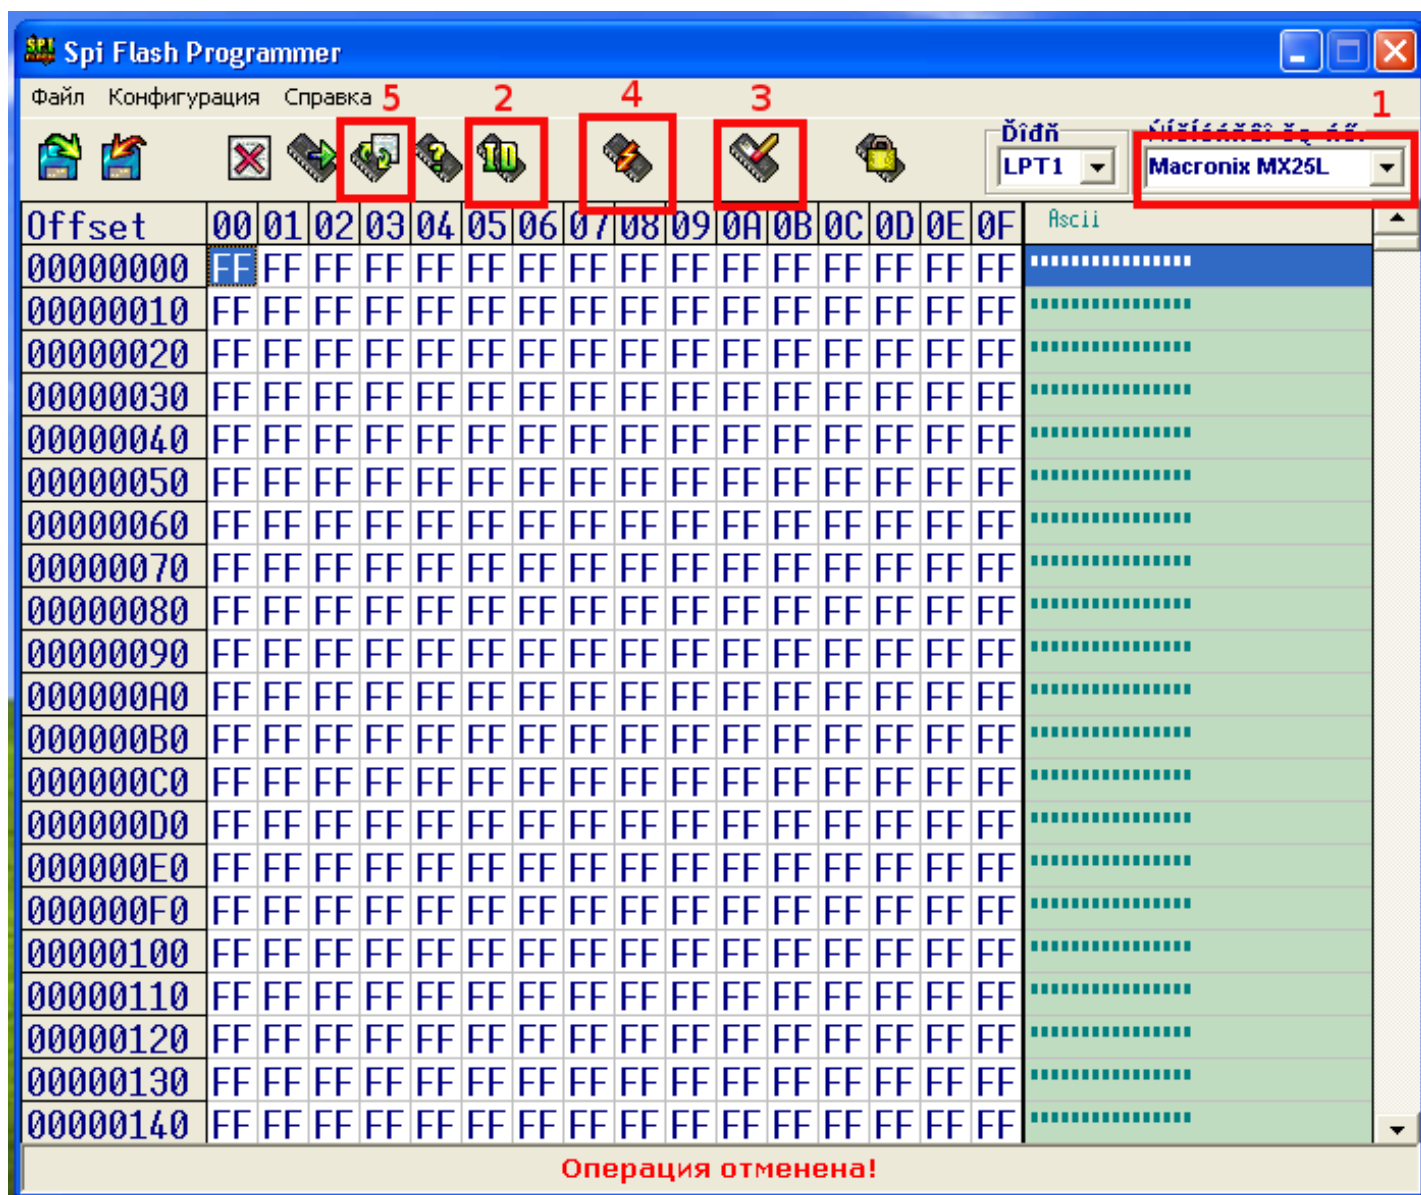 Spi Flash Programmer
Файл Конфигурация Справка 5 2 4 3 1
Ďîđň
LPT1 Macronix MX25L
Offset 00 01 02 03 04 05 06 07 08 09 0A 0B 0C 0D 0E 0F Ascii
00000000 FF FF FF FF FF FF FF FF FF FF FF FF FF FF FF FF
00000010 FF FF FF FF FF FF FF FF FF FF FF FF FF FF FF FF
00000020 FF FF FF FF FF FF FF FF FF FF FF FF FF FF FF FF
00000030 FF FF FF FF FF FF FF FF FF FF FF FF FF FF FF FF
00000040 FF FF FF FF FF FF FF FF FF FF FF FF FF FF FF FF
00000050 FF FF FF FF FF FF FF FF FF FF FF FF FF FF FF FF
00000060 FF FF FF FF FF FF FF FF FF FF FF FF FF FF FF FF
00000070 FF FF FF FF FF FF FF FF FF FF FF FF FF FF FF FF
00000080 FF FF FF FF FF FF FF FF FF FF FF FF FF FF FF FF
00000090 FF FF FF FF FF FF FF FF FF FF FF FF FF FF FF FF
000000A0 FF FF FF FF FF FF FF FF FF FF FF FF FF FF FF FF
000000B0 FF FF FF FF FF FF FF FF FF FF FF FF FF FF FF FF
000000C0 FF FF FF FF FF FF FF FF FF FF FF FF FF FF FF FF
000000D0 FF FF FF FF FF FF FF FF FF FF FF FF FF FF FF FF
000000E0 FF FF FF FF FF FF FF FF FF FF FF FF FF FF FF FF
000000F0 FF FF FF FF FF FF FF FF FF FF FF FF FF FF FF FF
00000100 FF FF FF FF FF FF FF FF FF FF FF FF FF FF FF FF
00000110 FF FF FF FF FF FF FF FF FF FF FF FF FF FF FF FF
00000120 FF FF FF FF FF FF FF FF FF FF FF FF FF FF FF FF
00000130 FF FF FF FF FF FF FF FF FF FF FF FF FF FF FF FF
00000140 FF FF FF FF FF FF FF FF FF FF FF FF FF FF FF FF
Операция отменена!